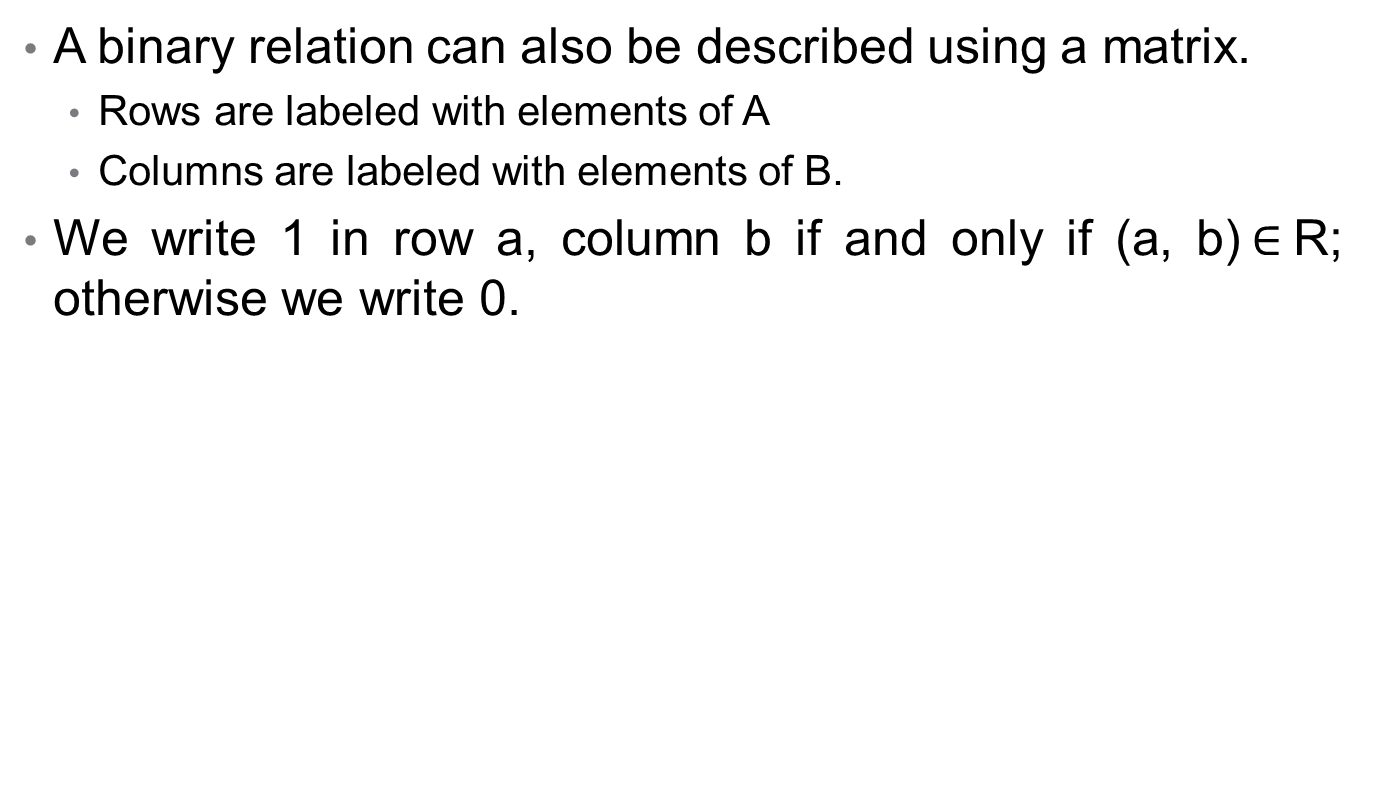 • A binary relation can also be described using a matrix.
• Rows are labeled with elements of A
• Columns are labeled with elements of B.
• We write 1 in row a, column b if and only if (a, b) ∈ R;
otherwise we write 0.